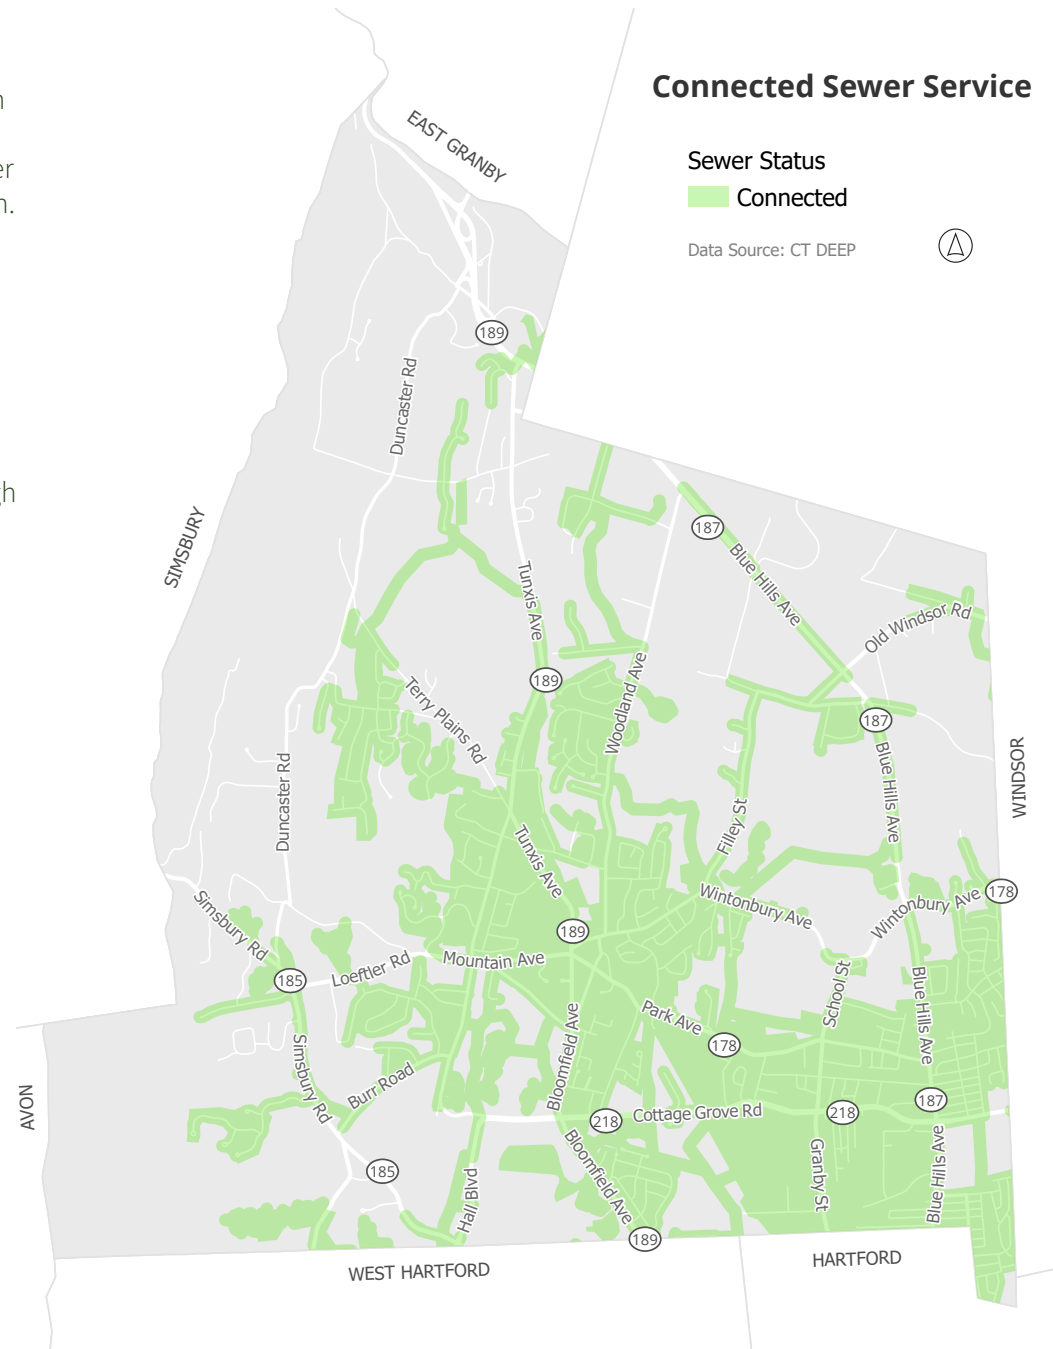 Connected Sewer Service
Sewer Status
Connected
Data Source: CT DEEP
n
er
n.
gh
EAST GRANBY
189
Duncaster Rd
SIMSBURY
187
Blue Hills Ave
Tunxis Ave
Old Windsor Rd
189
Woodland Ave
Terry Plains Rd
187
Blue Hills Ave
WINDSOR
Duncaster Rd
Filley St
Tunxis Ave
Simsbury Rd
Wintonbury Ave
Wintonbury Ave
178
189
Mountain Ave
Loeffler Rd
185
School St
Blue Hills Ave
Park Ave
178
Bloomfield Ave
Simsbury Rd
Burr Road
AVON
187
218
Cottage Grove Rd
218
Bloomfield Ave
Granby St
Blue Hills Ave
185
Hall Blvd
189
WEST HARTFORD
HARTFORD